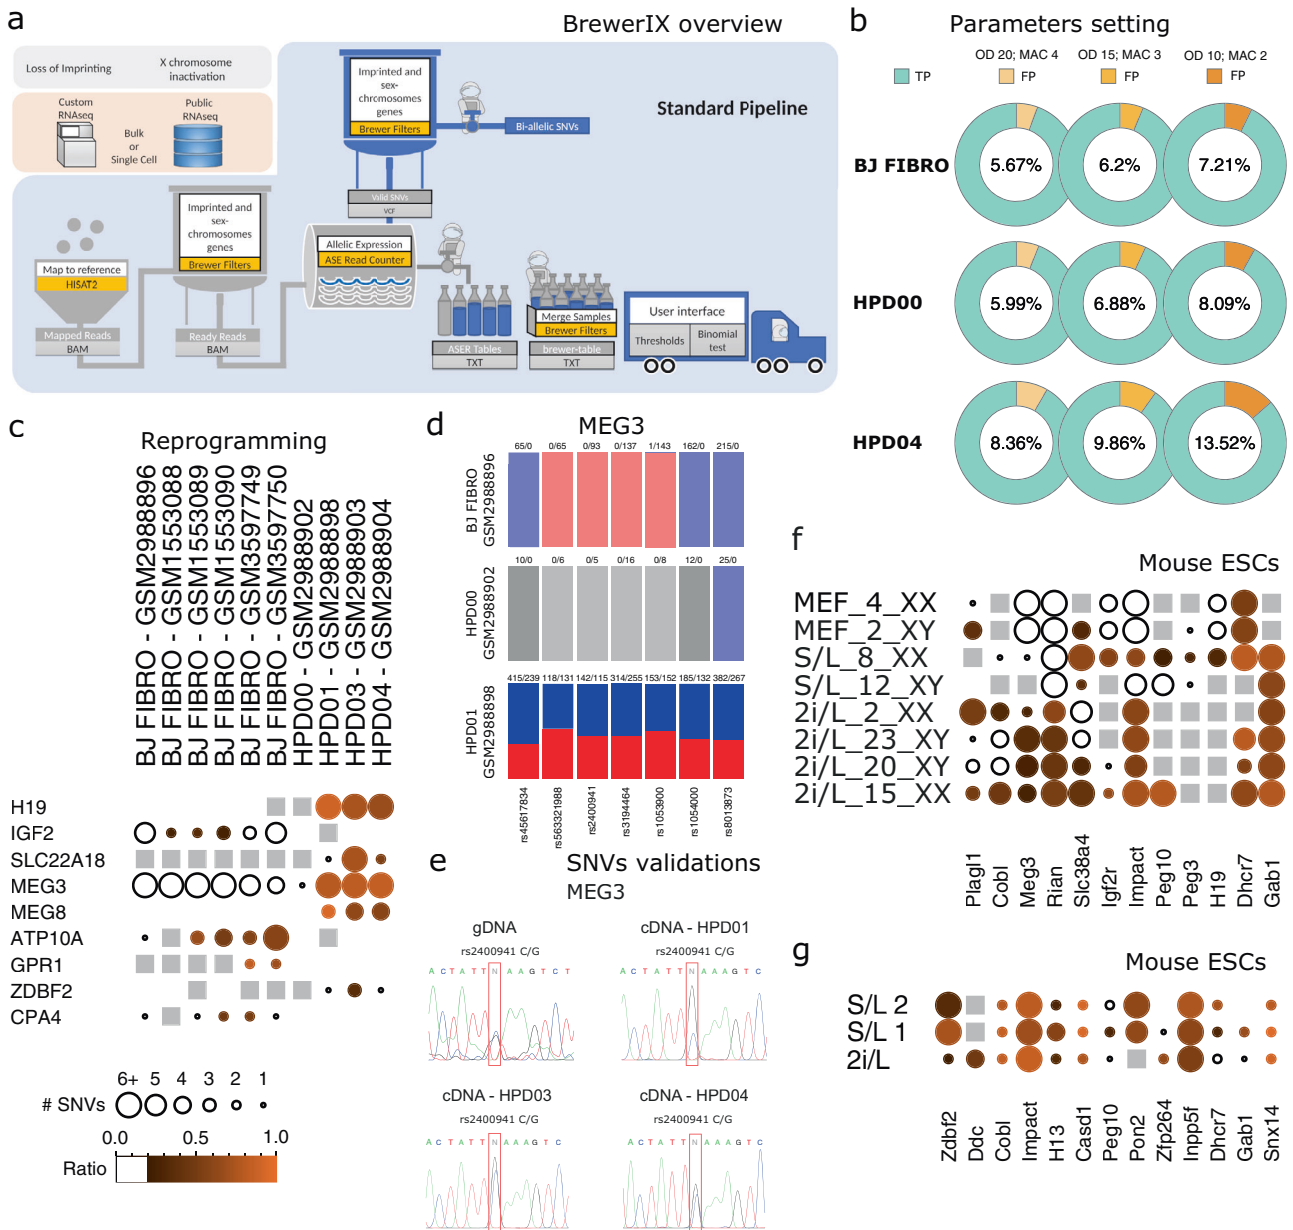 a
BrewerIX overview
Loss of Imprinting
X chromosome
inactivation
Custom
RNAseq
Bulk
or
Single Cell
Public
RNAseq
Imprinted and
sex-
chromosomes
genes
Brewer Filters
Bi-allelic SNVs
Standard Pipeline
Valid SNVs
VCF
Map to reference
HISAT2
Mapped Reads
BAM
Imprinted and
sex-
chromosomes
genes
Brewer Filters
Ready Reads
BAM
Allelic Expression
ASE Read Counter
ASER Tables
TXT
Merge Samples
Brewer Filters
brewer-table
TXT
User interface
Thresholds
Binomial
test
b
Parameters setting
OD 20; MAC 4
OD 15; MAC 3
OD 10; MAC 2
TP
FP
FP
FP
BJ FIBRO
5.67%
6.2%
7.21%
HPD00
5.99%
6.88%
8.09%
HPD04
8.36%
9.86%
13.52%
c
Reprogramming
BJ FIBRO - GSM2988896
BJ FIBRO - GSM1553088
BJ FIBRO - GSM1553089
BJ FIBRO - GSM1553090
BJ FIBRO - GSM3597749
BJ FIBRO - GSM3597750
HPD00 - GSM2988902
HPD01 - GSM2988898
HPD03 - GSM2988903
HPD04 - GSM2988904
H19
IGF2
SLC22A18
MEG3
MEG8
ATP10A
GPR1
ZDBF2
CPA4
6+ 5 4 3 2 1
# SNVs
0.0 0.5 1.0
Ratio
d
MEG3
65/0 0/65 0/93 0/137 1/143 162/0 215/0
BJ FIBRO
GSM2988896
10/0 0/6 0/5 0/16 0/8 12/0 25/0
HPD00
GSM2988902
415/239 118/131 142/115 314/255 153/152 185/132 382/267
HPD01
GSM2988898
rs45617834
rs563321988
rs2400941
rs3194464
rs1053900
rs1054000
rs8013873
e
SNVs validations
MEG3
gDNA
rs2400941 C/G
A C T A T T N A A G T C T
cDNA - HPD01
rs2400941 C/G
A C T A T T N A A A G T C
cDNA - HPD03
rs2400941 C/G
A C T A T T N A A A G T C
cDNA - HPD04
rs2400941 C/G
A C T A T T N A A A G T C
f
Mouse ESCs
MEF_4_XX
MEF_2_XY
S/L_8_XX
S/L_12_XY
2i/L_2_XX
2i/L_23_XY
2i/L_20_XY
2i/L_15_XX
Plagl1
Cobl
Meg3
Rian
Slc38a4
Igf2r
Impact
Peg10
Peg3
H19
Dhcr7
Gab1
g
Mouse ESCs
S/L 2
S/L 1
2i/L
Zdbf2
Ddc
Cobl
Impact
H13
Casd1
Peg10
Pon2
Zfp264
Inpp5f
Dhcr7
Gab1
Snx14